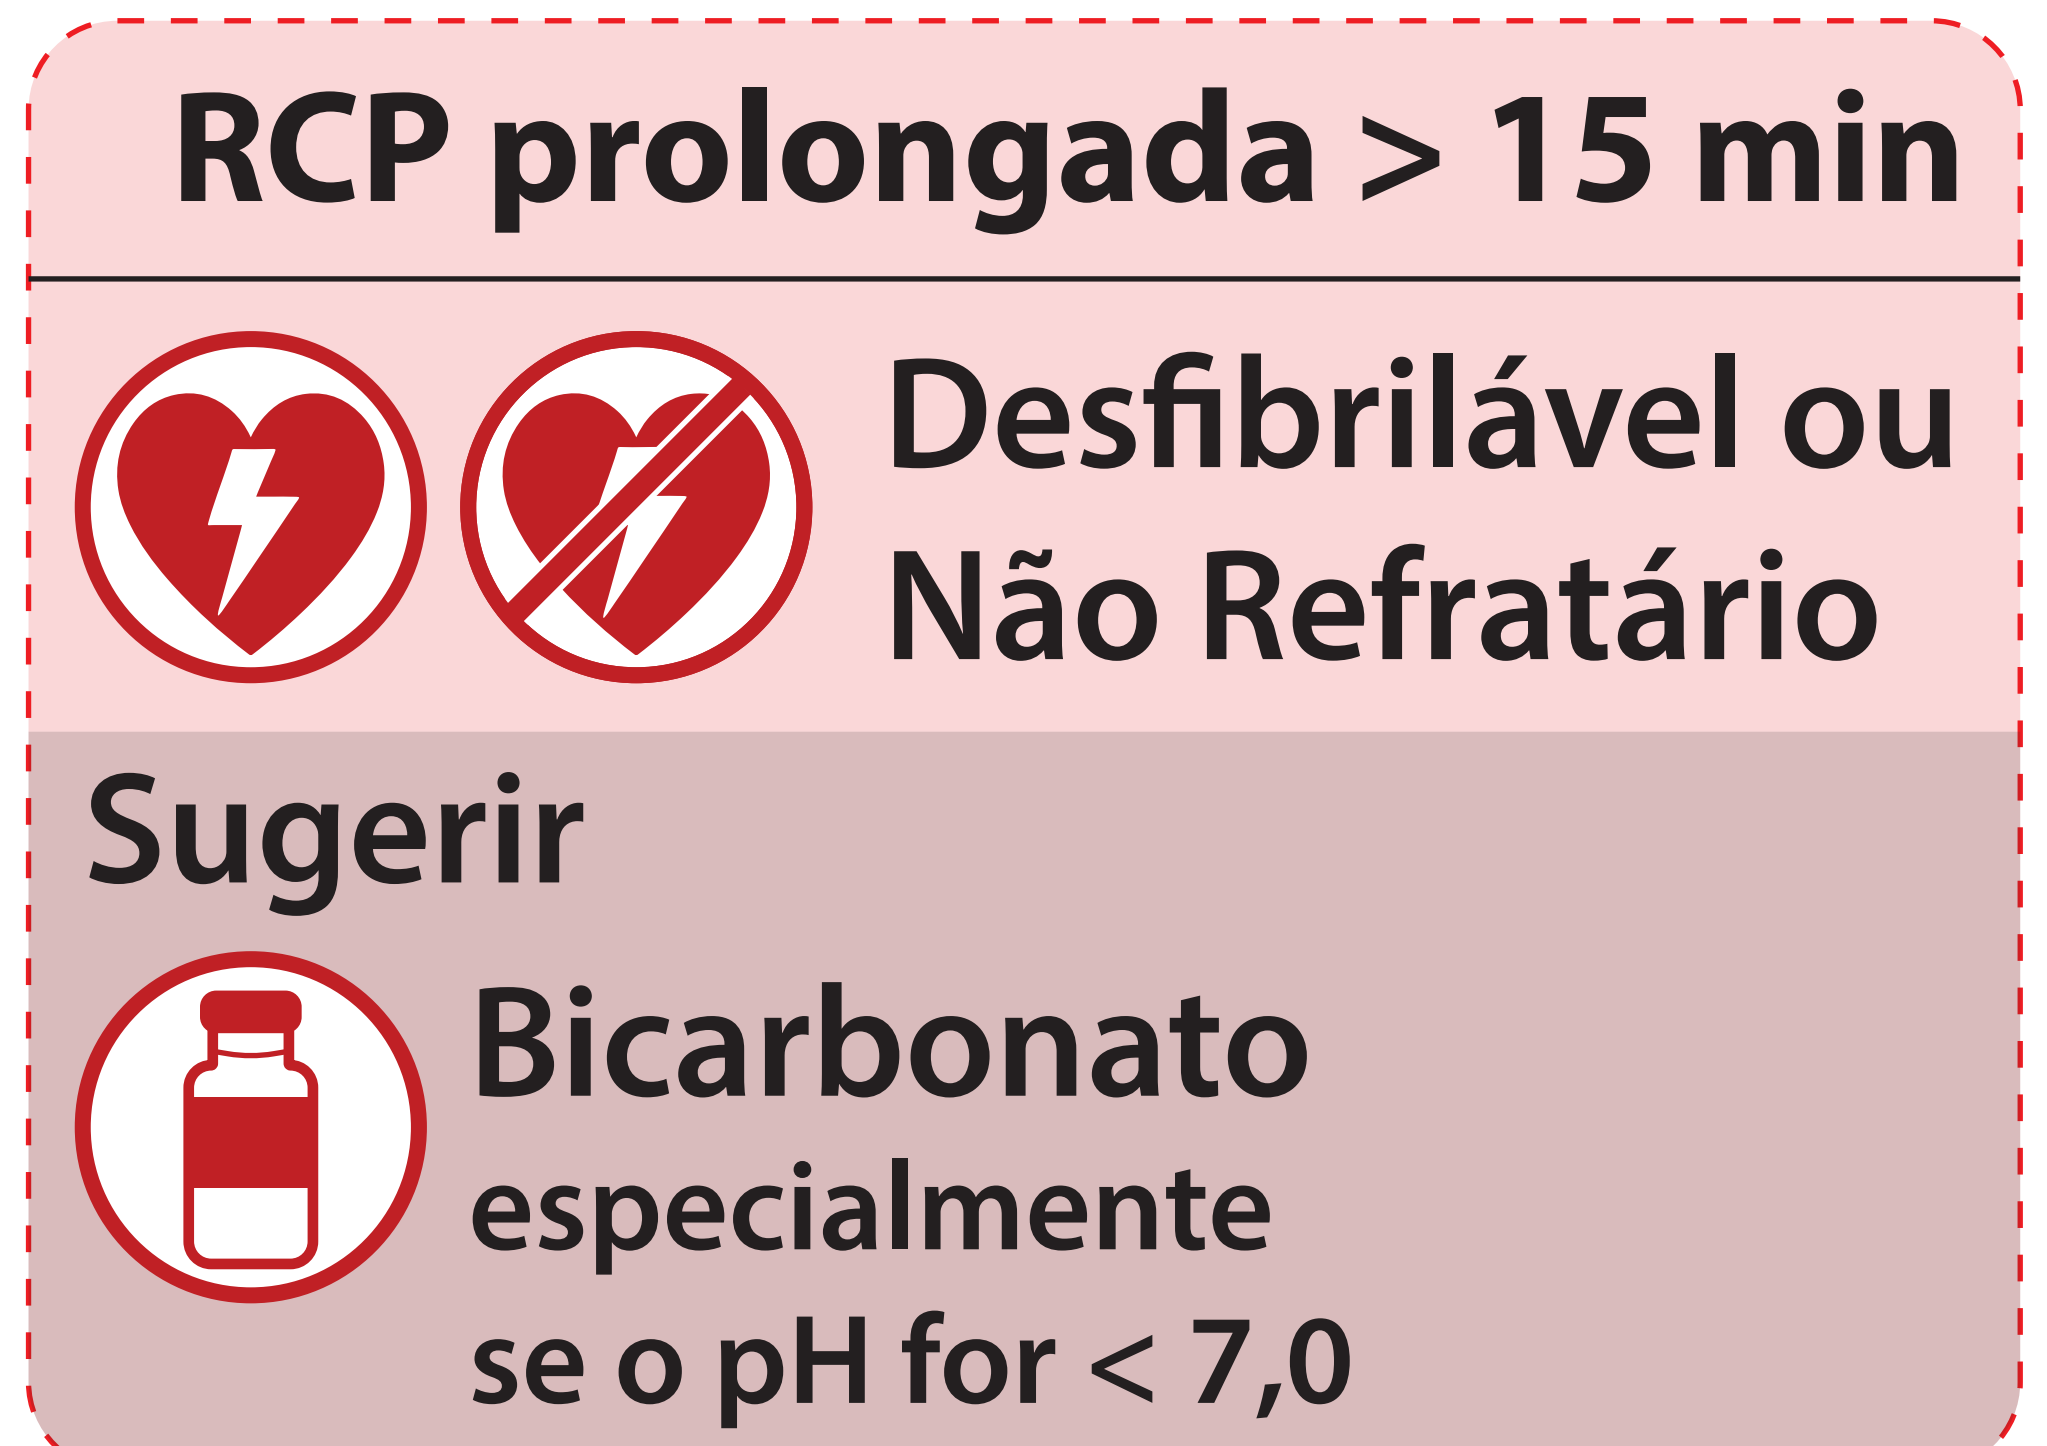 RCP prolongada > 15 min
Desfibrilável ou
Não Refratário
Sugerir
Bicarbonato
especialmente
se o pH for < 7,0